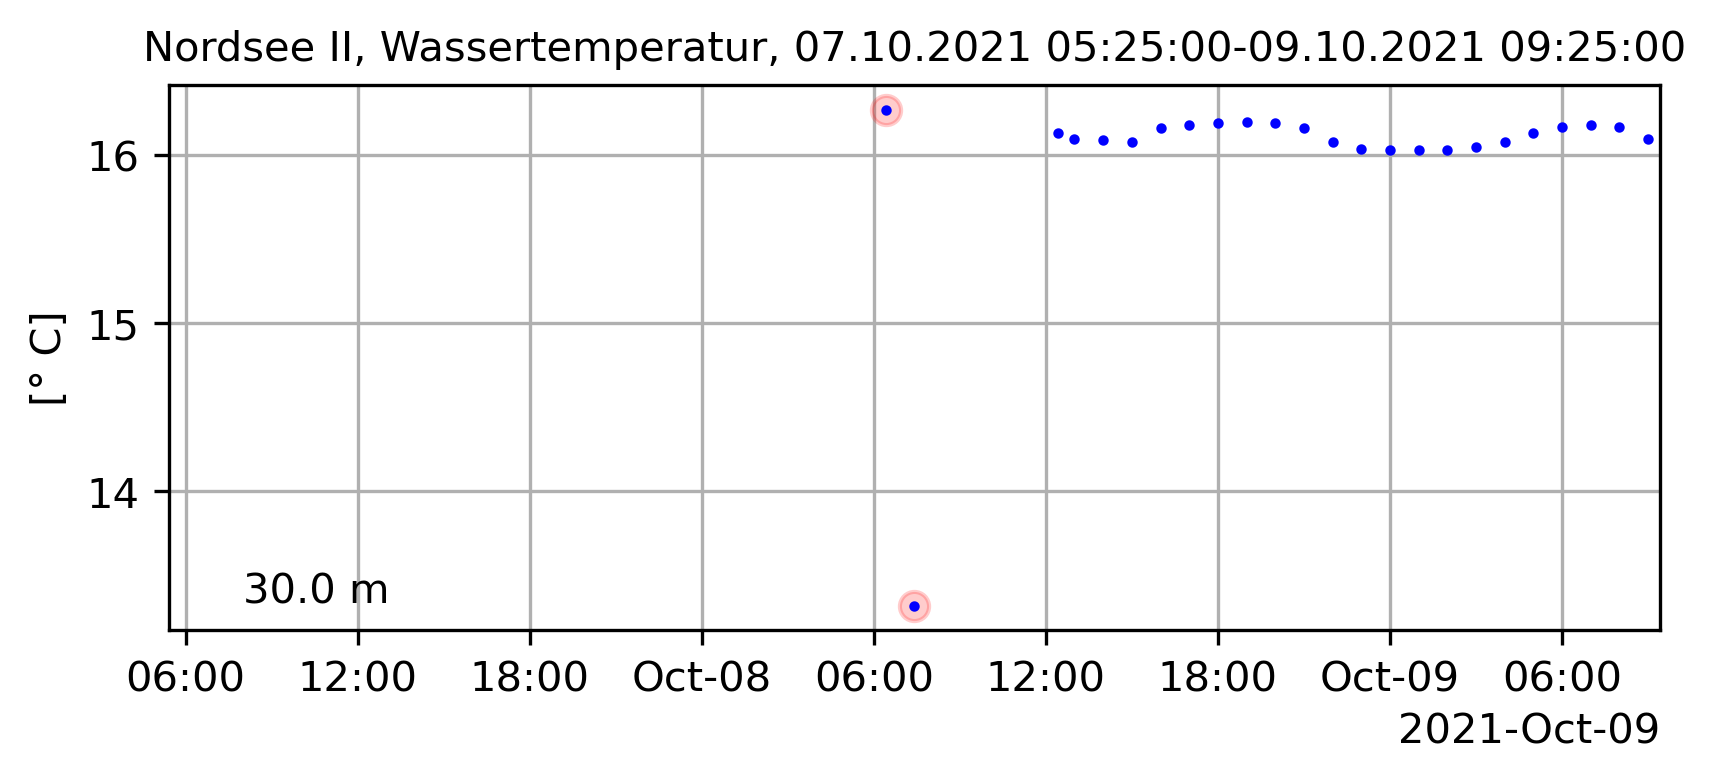 Nordsee II, Wassertemperatur, 07.10.2021 05:25:00-09.10.2021 09:25:00
16
15
14
[° C]
30.0 m
06:00 12:00 18:00 Oct-08 06:00 12:00 18:00 Oct-09 06:00
2021-Oct-09